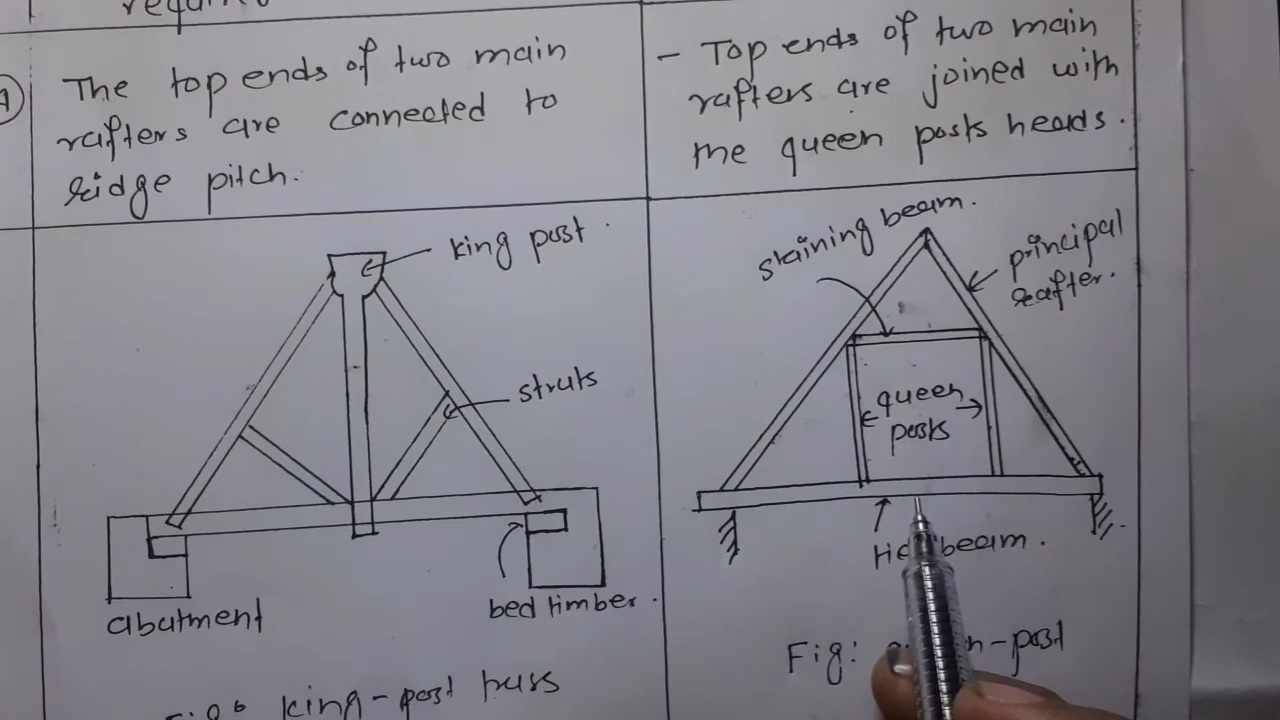 The top ends of two main
rafters are connected to
ridge pitch.
- Top ends of two main
rafters are joined with
the queen posts heads.
king post
struts
abutment
bed timber.
king-post truss
staining beam.
principal
rafter.
queen
posts
beam.
Fig: -post